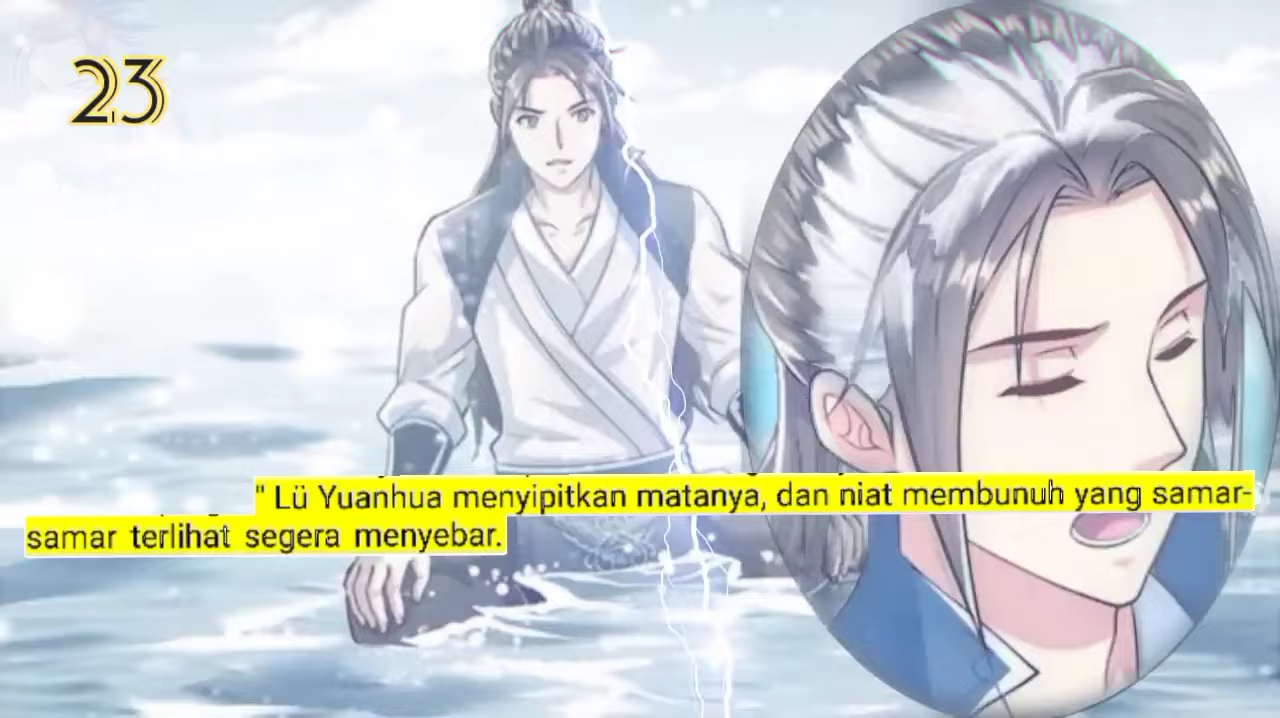 23
" Lü Yuanhua menyipitkan matanya, dan niat membunuh yang samar-
samar terlihat segera menyebar.